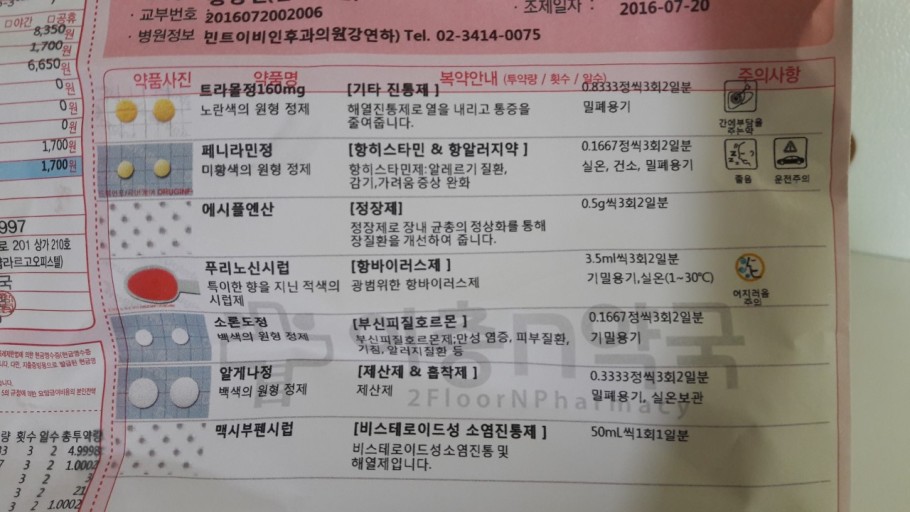 · 교부번호 : 2016072002006
· 조제일자 : 2016-07-20
· 병원정보 : 민트이비인후과의원(강연하) Tel. 02-3414-0075
약품사진 약품명 복약안내 (투약량 / 횟수 / 일수) 주의사항
트라몰정160mg [기타 진통제 ] 0.8333정씩3회2일분
노란색의 원형 정제 해열진통제로 열을 내리고 통증을 밀폐용기
줄여줍니다.
간에부담을
주는약
페니라민정 [항히스타민 & 항알러지약 ] 0.1667정씩3회2일분
미황색의 원형 정제 항히스타민제:알레르기 질환, 실온, 건소, 밀폐용기
감기,가려움증상 완화
졸음 운전주의
에시플엔산 [정장제] 0.5g씩3회2일분
정장제로 장내 균총의 정상화를 통해
장질환을 개선하여 줍니다.
푸리노신시럽 [항바이러스제 ] 3.5ml씩3회2일분
특이한 향을 지닌 적색의 광범위한 항바이러스제 기밀용기,실온(1~30℃)
시럽제
어지러움
주의
소론도정 [부신피질호르몬 ] 0.1667정씩3회2일분
백색의 원형 정제 부신피질호르몬제:만성 염증, 피부질환, 기밀용기
알러지질환 등
알게나정 [제산제 & 흡착제 ] 0.3333정씩3회2일분
백색의 원형 정제 제산제 밀폐용기, 실온보관
2FloorNPharmacy
맥시부펜시럽 [비스테로이드성 소염진통제 ] 50mL씩1회1일분
비스테로이드성소염진통 및
해열제입니다.
□야간 □공휴
8,350원
1,700원
6,650원
0원
0원
0원
1,700원
1,700원
997
로 201 상가 210호
라르고오피스텔)
국
량 횟수 일수 총투약량
33 3 2 4.9998
7 3 2 1.0002
3 2 3
3 2 21
3 2 1.0002